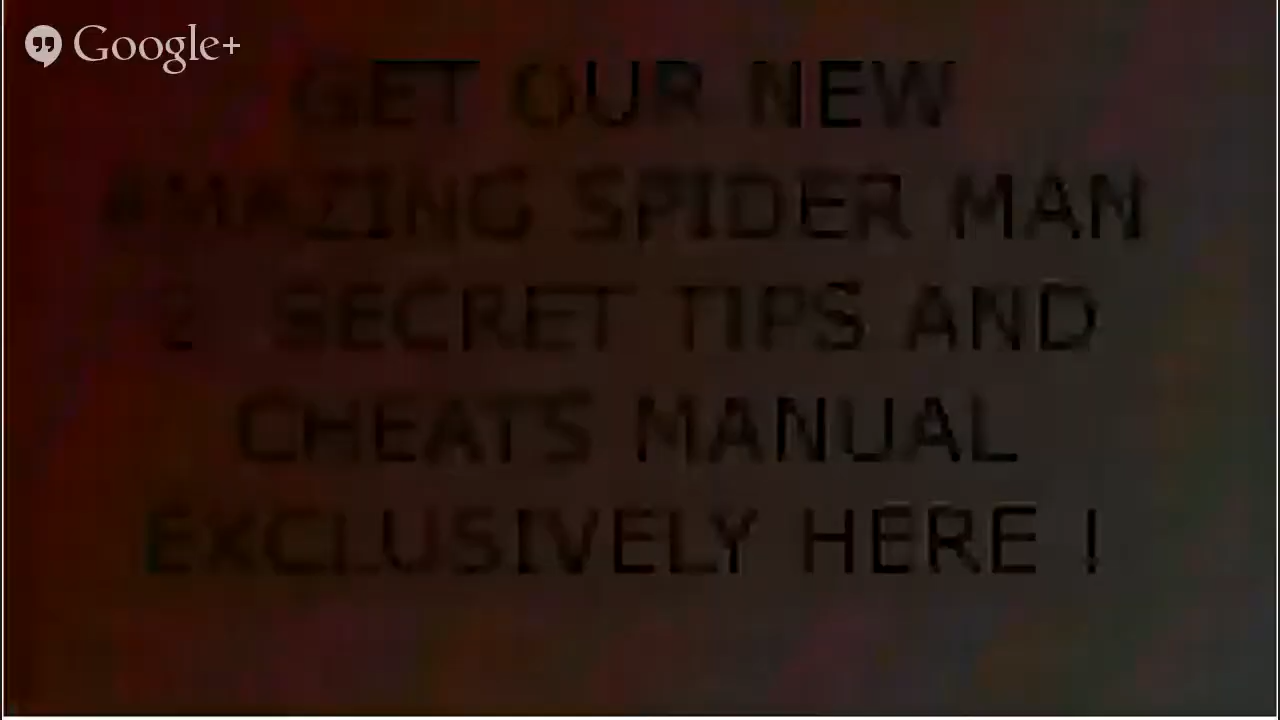 Google+
GET OUR NEW
AMAZING SPIDER MAN
2 SECRET TIPS AND
CHEATS MANUAL
EXCLUSIVELY HERE !